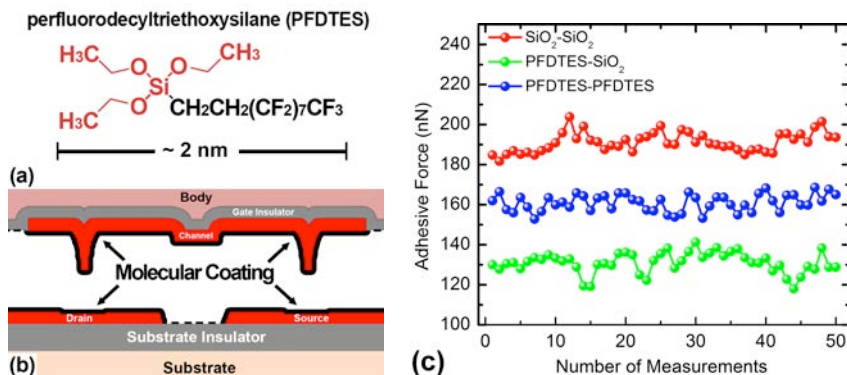 perfluorodecyltriethoxysilane (PFDTES)
H₃C
O
O
CH₃
Si
O
CH₂CH₂(CF₂)₇CF₃
H₃C
~ 2 nm
(a)
Body
Gate Insulator
Channel
Molecular Coating
Drain
Source
Substrate Insulator
(b)
Substrate
SiO₂-SiO₂
PFDTES-SiO₂
PFDTES-PFDTES
Adhesive Force (nN)
240
220
200
180
160
140
120
100
0
10
20
30
40
50
(c)
Number of Measurements